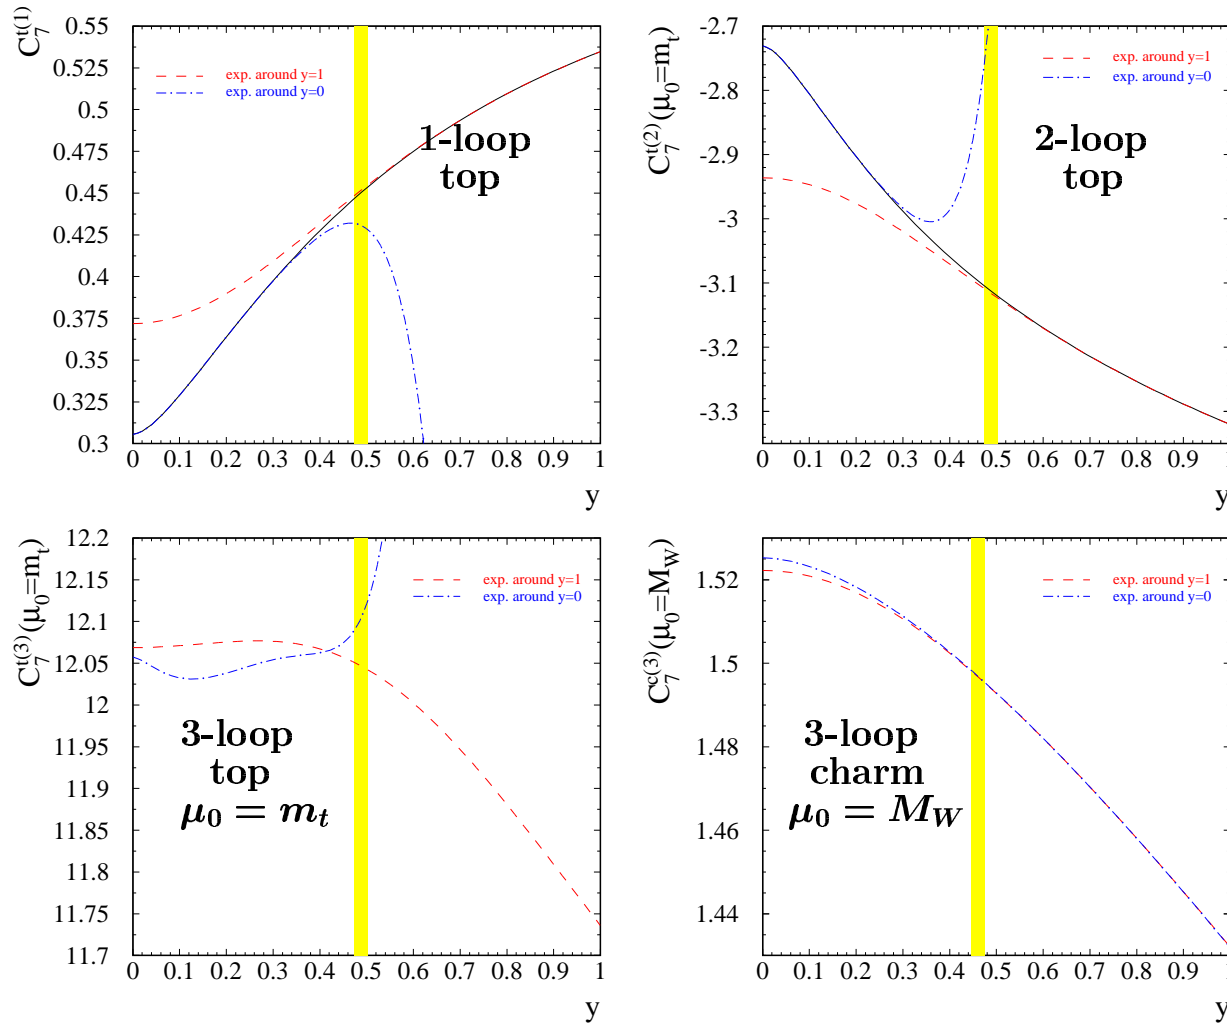 C₇ᵗ⁽¹⁾
0.55
0.525
0.5
0.475
0.45
0.425
0.4
0.375
0.35
0.325
0.3
exp. around y=1
exp. around y=0
1-loop
top
0 0.1 0.2 0.3 0.4 0.5 0.6 0.7 0.8 0.9 1
y
C₇ᵗ⁽²⁾(μ₀=mₜ)
-2.7
-2.8
-2.9
-3
-3.1
-3.2
-3.3
exp. around y=1
exp. around y=0
2-loop
top
0 0.1 0.2 0.3 0.4 0.5 0.6 0.7 0.8 0.9 1
y
C₇ᵗ⁽³⁾(μ₀=mₜ)
12.2
12.15
12.1
12.05
12
11.95
11.9
11.85
11.8
11.75
11.7
exp. around y=1
exp. around y=0
3-loop
top
μ₀ = mₜ
0 0.1 0.2 0.3 0.4 0.5 0.6 0.7 0.8 0.9 1
y
C₇ᶜ⁽³⁾(μ₀=M_W)
1.52
1.5
1.48
1.46
1.44
exp. around y=1
exp. around y=0
3-loop
charm
μ₀ = M_W
0 0.1 0.2 0.3 0.4 0.5 0.6 0.7 0.8 0.9 1
y